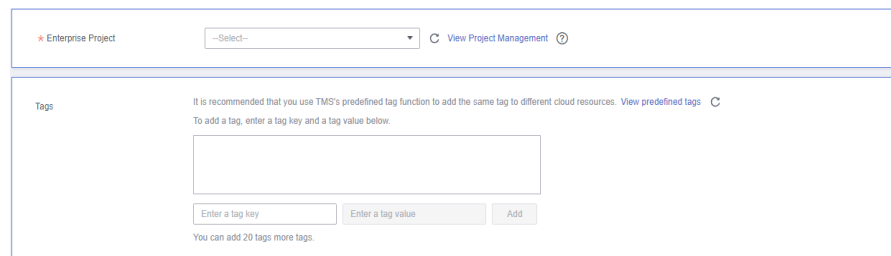 * Enterprise Project --Select-- View Project Management ?
Tags It is recommended that you use TMS's predefined tag function to add the same tag to different cloud resources. View predefined tags
To add a tag, enter a tag key and a tag value below.
Enter a tag key Enter a tag value Add
You can add 20 tags more tags.